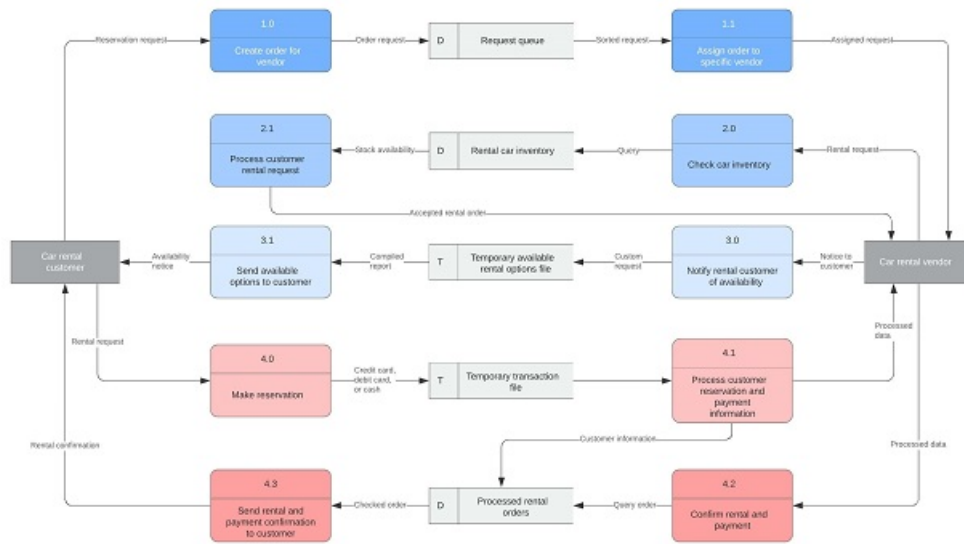 1.0
1.1
Reservation request
Order request
D
Request queue
Sorted request
Assigned request
Create order for
vendor
Assign order to
specific vendor
2.1
2.0
Stock availability
D
Rental car inventory
Query
Rental request
Process customer
rental request
Check car inventory
Accepted rental order
3.1
3.0
Car rental
customer
Availability
notice
Send available
options to customer
Compiled
report
T
Temporary available
rental options file
Custom
request
Notify rental customer
of availability
Notice to
customer
Car rental vendor
Processed
data
Rental request
4.0
4.1
Make reservation
Credit card,
debit card,
or cash
T
Temporary transaction
file
Process customer
reservation and
payment
information
Customer information
Rental confirmation
Processed data
4.3
4.2
Send rental and
payment confirmation
to customer
Checked order
D
Processed rental
orders
Query order
Confirm rental and
payment